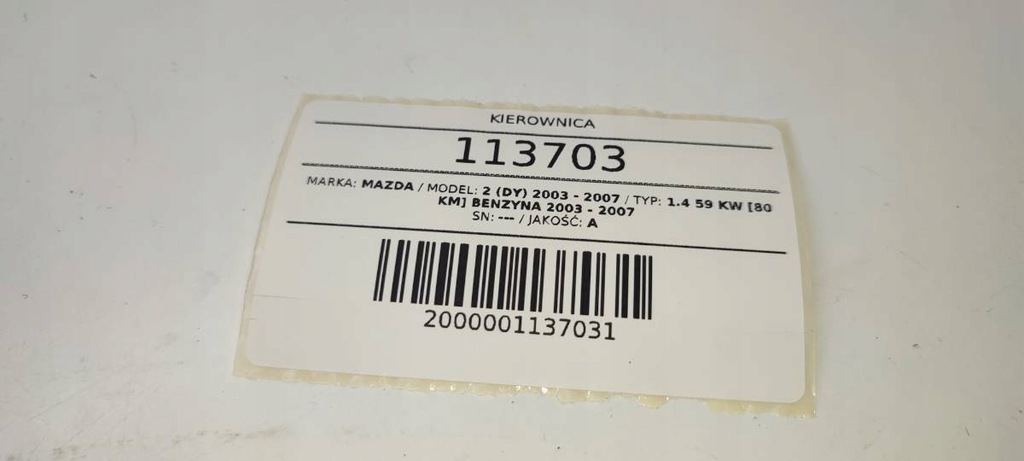 KIEROWNICA
113703
MARKA: MAZDA / MODEL: 2 (DY) 2003 - 2007 / TYP: 1.4 59 KW [80
KM] BENZYNA 2003 - 2007
SN: --- / JAKOŚĆ: A
2000001137031